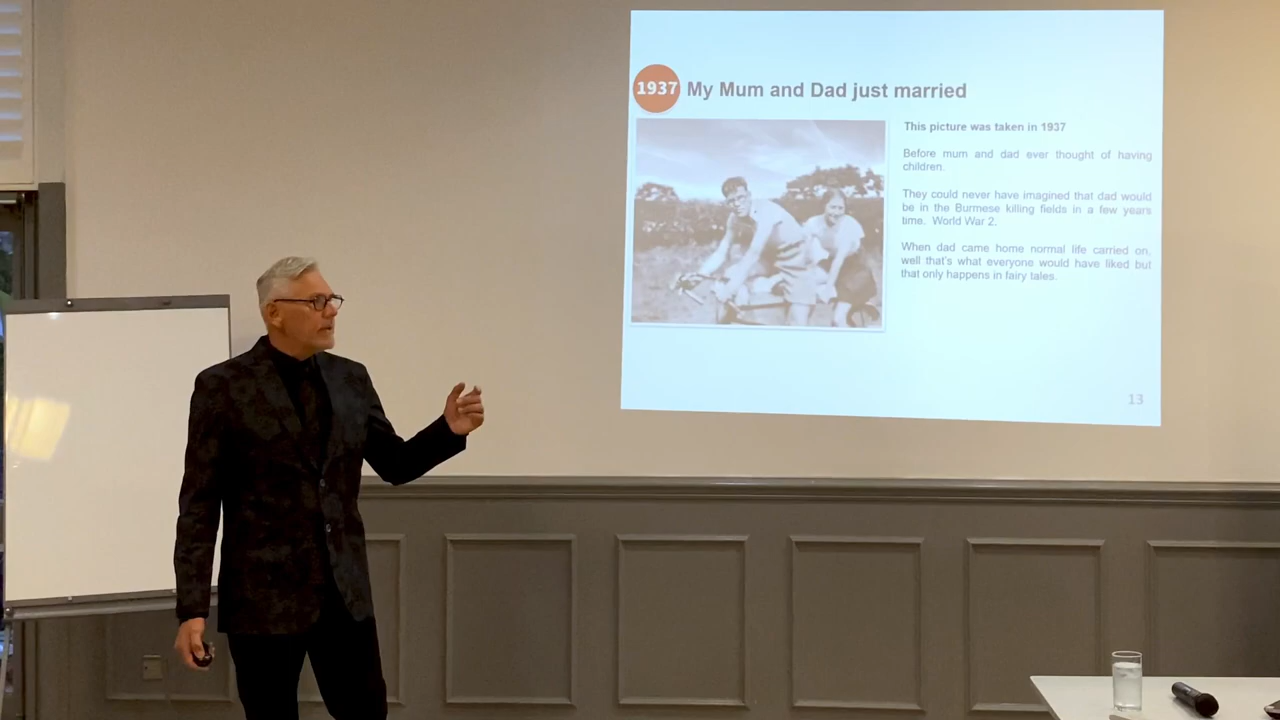 1937 My Mum and Dad just married
This picture was taken in 1937
Before mum and dad ever thought of having
children.
They could never have imagined that dad would
be in the Burmese killing fields in a few years
time. World War 2.
When dad came home normal life carried on,
well that's what everyone would have liked but
that only happens in fairy tales.
13